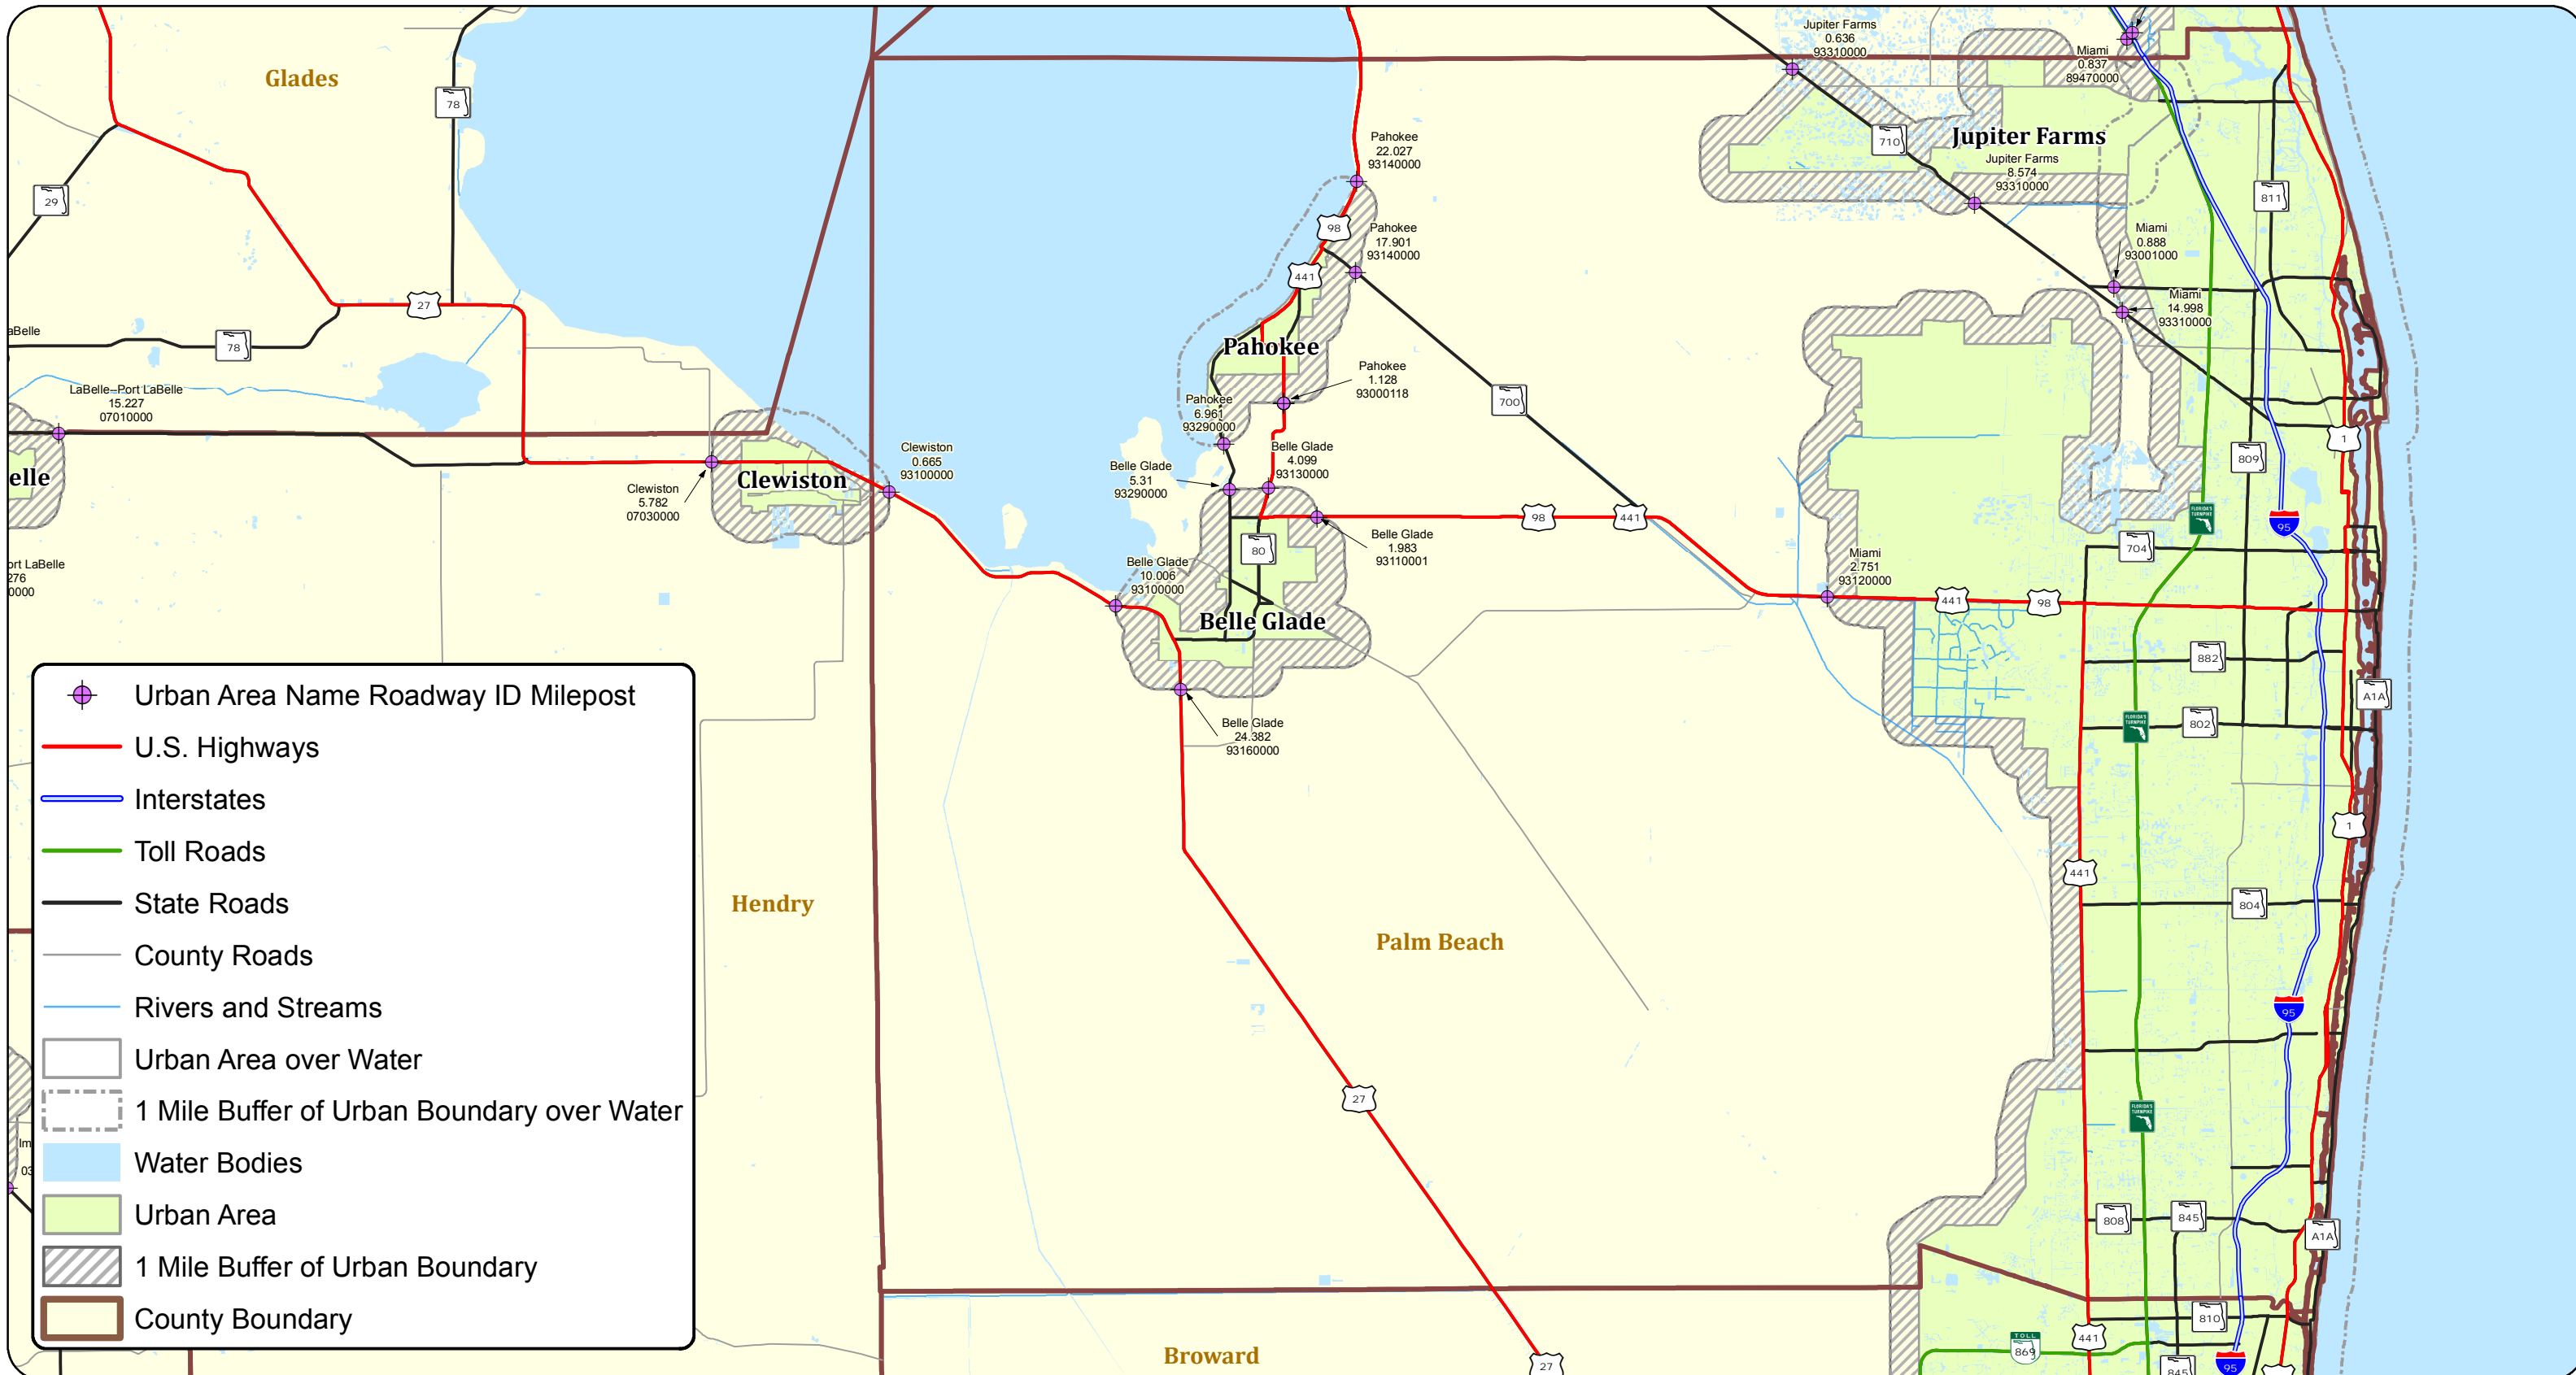 Glades
78
29
27
78
aBelle
LaBelle--Port LaBelle
15.227
07010000
elle
ort LaBelle
276
0000
Clewiston
5.782
07030000
Clewiston
Clewiston
0.665
93100000
Pahokee
22.027
93140000
98
Pahokee
17.901
93140000
441
Pahokee
Pahokee
1.128
93000118
Pahokee
6.961
93290000
700
Belle Glade
4.099
93130000
Belle Glade
5.31
93290000
98
441
Belle Glade
1.983
93110001
80
Belle Glade
10.006
93100000
Belle Glade
Belle Glade
24.382
93160000
Jupiter Farms
0.636
93310000
Miami
0.837
89470000
710
Jupiter Farms
Jupiter Farms
8.574
93310000
811
Miami
0.888
93001000
Miami
14.998
93310000
1
809
FLORIDA'S
TURNPIKE
95
704
Miami
2.751
93120000
441
98
882
A1A
FLORIDA'S
TURNPIKE
802
1
441
804
95
Hendry
Palm Beach
27
FLORIDA'S
TURNPIKE
808
845
A1A
810
441
TOLL
869
845
95
Broward
27
Im
03
Urban Area Name Roadway ID Milepost
U.S. Highways
Interstates
Toll Roads
State Roads
County Roads
Rivers and Streams
Urban Area over Water
1 Mile Buffer of Urban Boundary over Water
Water Bodies
Urban Area
1 Mile Buffer of Urban Boundary
County Boundary